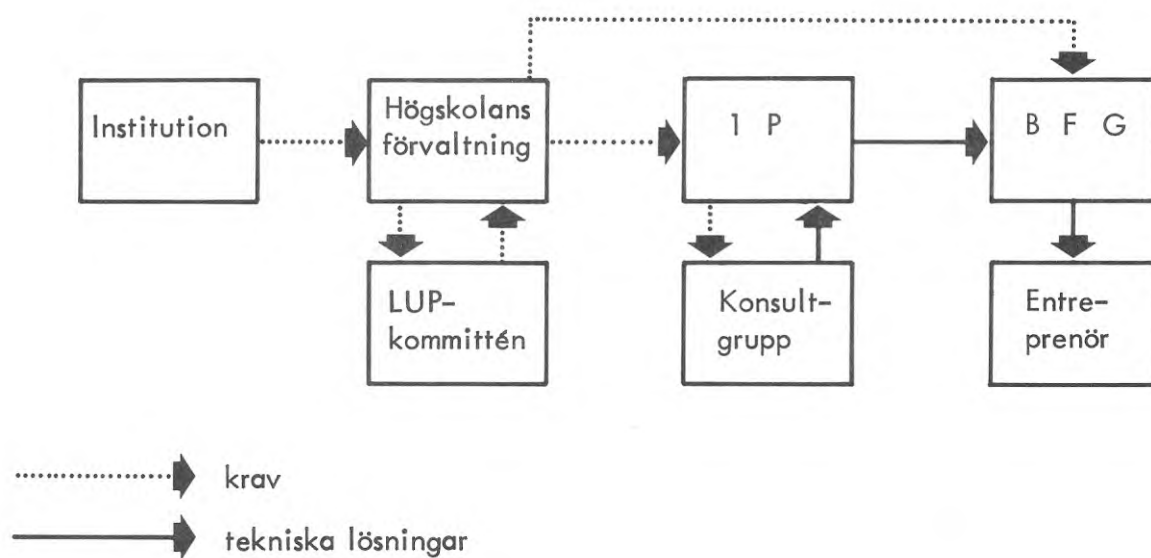 Institution
Högskolans
förvaltning
1 P
B F G
LUP-
kommittén
Konsult-
grupp
Entre-
prenör
krav
tekniska lösningar